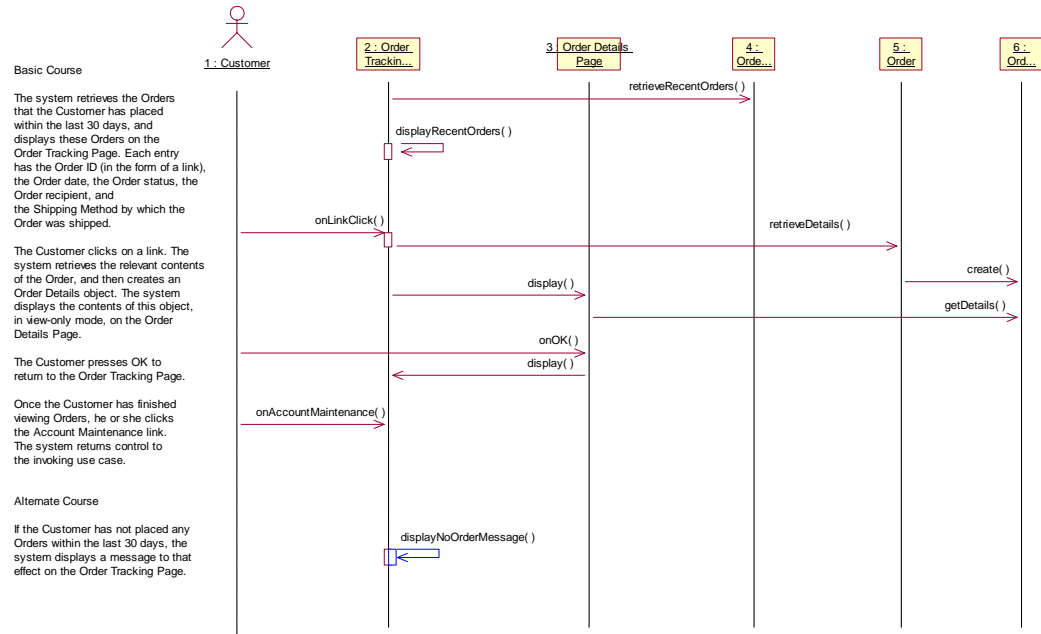 1 : Customer
2 : Order
Trackin...
3 : Order Details
Page
4 :
Orde...
5 :
Order
6 :
Ord...
Basic Course
The system retrieves the Orders
that the Customer has placed
within the last 30 days, and
displays these Orders on the
Order Tracking Page. Each entry
has the Order ID (in the form of a link),
the Order date, the Order status, the
Order recipient, and
the Shipping Method by which the
Order was shipped.
The Customer clicks on a link. The
system retrieves the relevant contents
of the Order, and then creates an
Order Details object. The system
displays the contents of this object,
in view-only mode, on the Order
Details Page.
The Customer presses OK to
return to the Order Tracking Page.
Once the Customer has finished
viewing Orders, he or she clicks
the Account Maintenance link.
The system returns control to
the invoking use case.
Alternate Course
If the Customer has not placed any
Orders within the last 30 days, the
system displays a message to that
effect on the Order Tracking Page.
retrieveRecentOrders( )
displayRecentOrders( )
onLinkClick( )
retrieveDetails( )
create( )
display( )
getDetails( )
onOK( )
display( )
onAccountMaintenance( )
displayNoOrderMessage( )